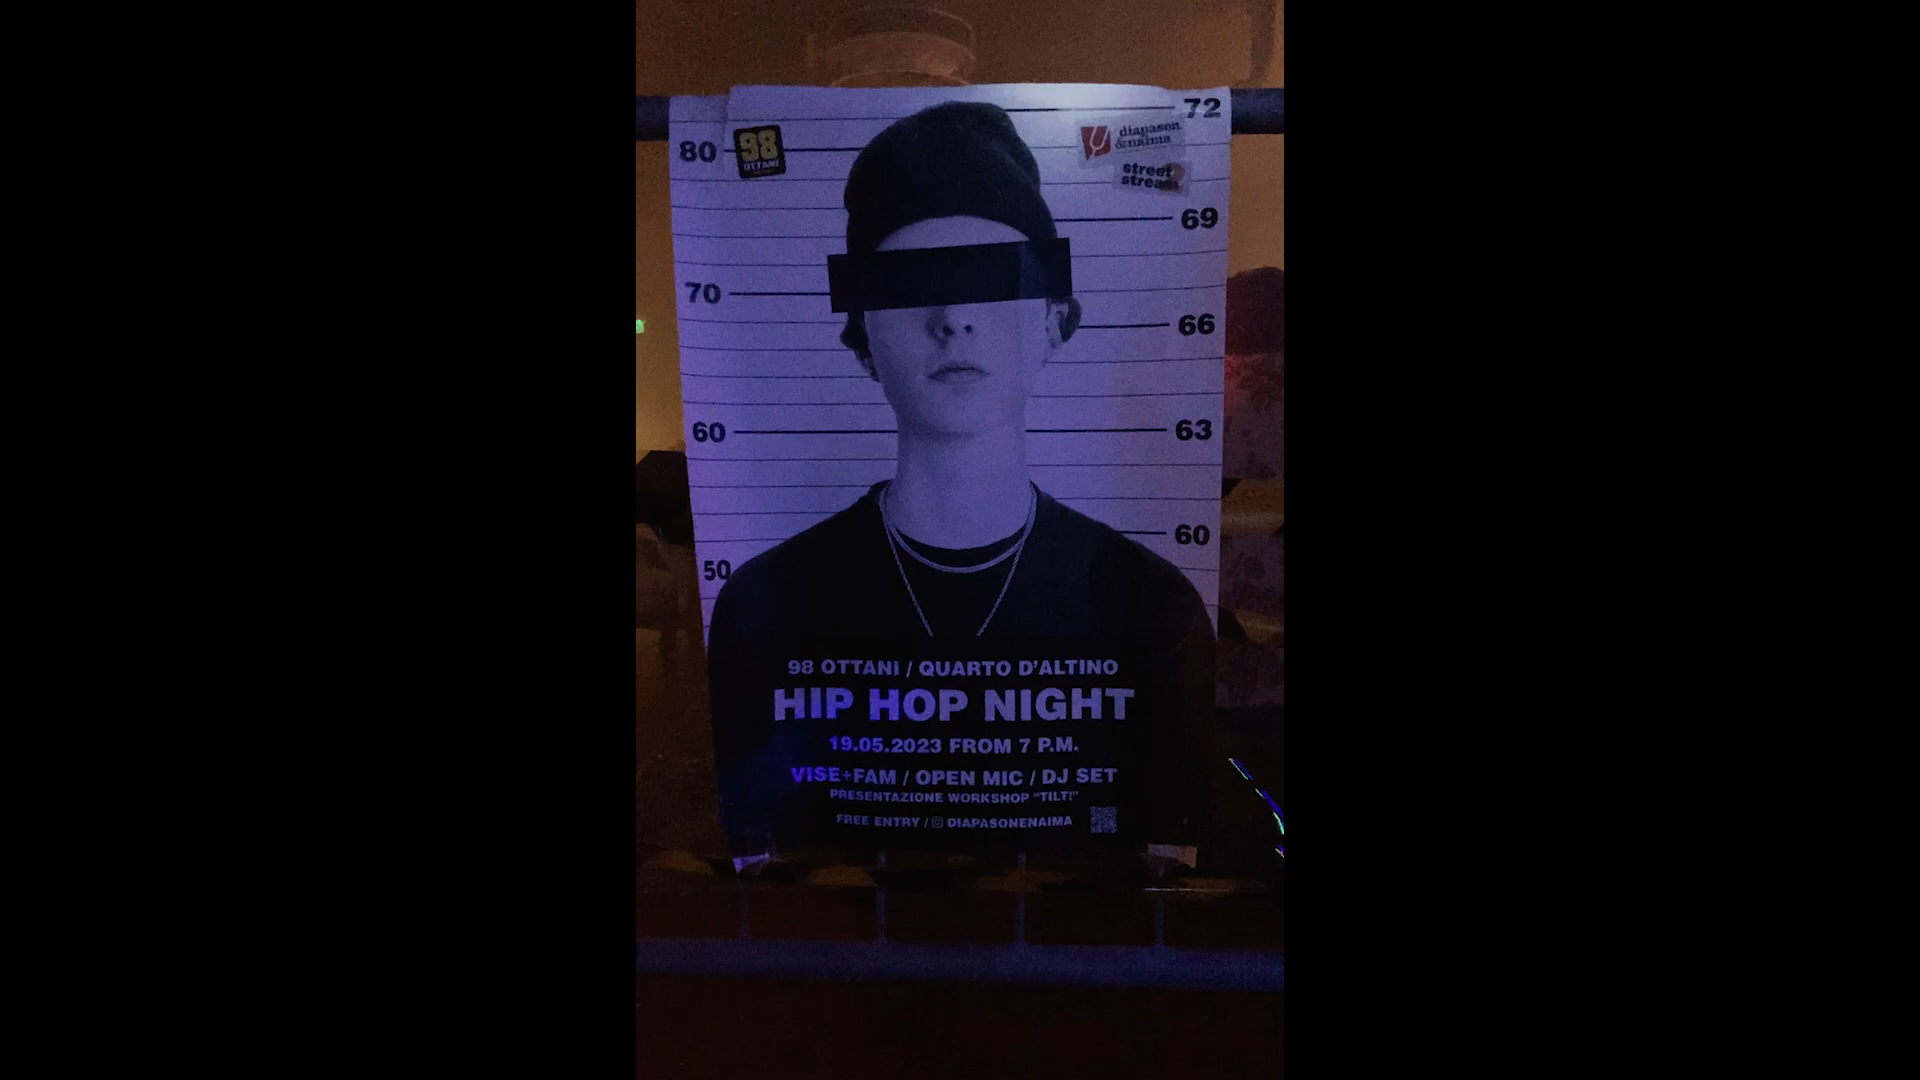 72
80
98
OTTANI
diapason
&naima
street
stream
69
70
66
60
63
60
50
98 OTTANI / QUARTO D'ALTINO
HIP HOP NIGHT
19.05.2023 FROM 7 P.M.
VISE+FAM / OPEN MIC / DJ SET
PRESENTAZIONE WORKSHOP "TILT!"
FREE ENTRY / DIAPASONENAIMA